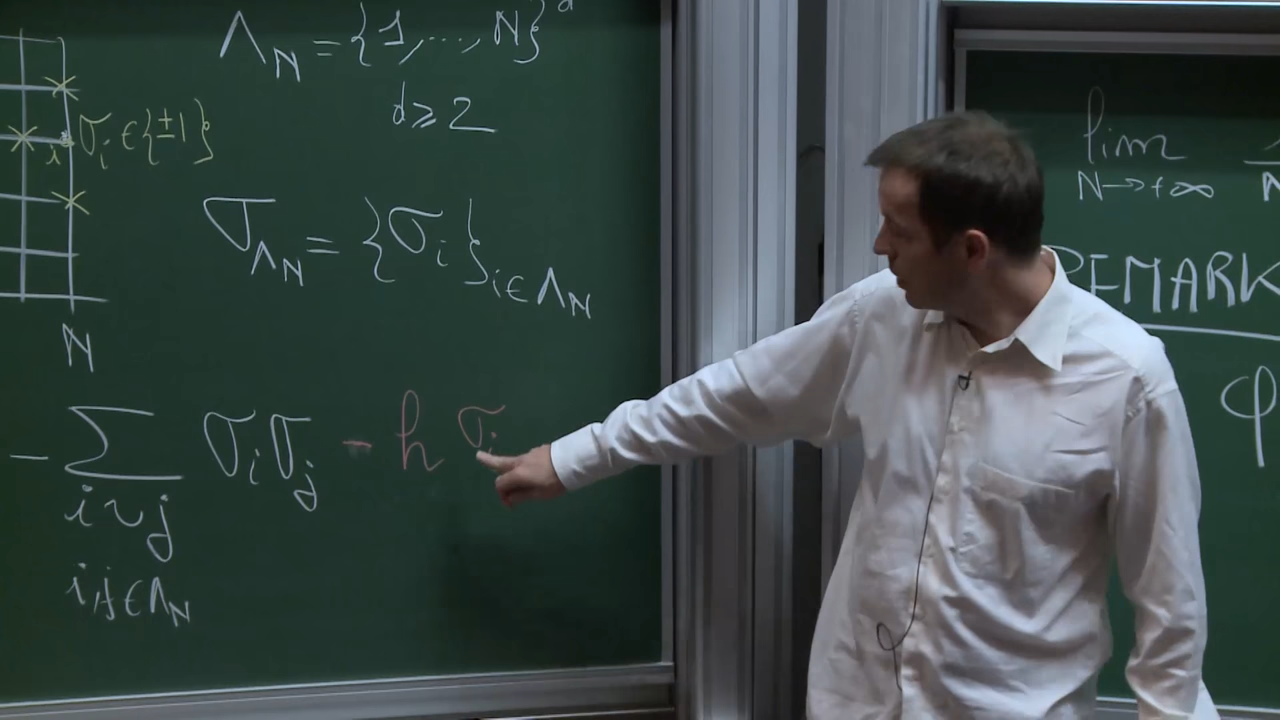 Λ_N = {1, ..., N}^d
d ⩾ 2
i σ_i ∈ {±1}
σ_{Λ_N} = {σ_i}_{i ∈ Λ_N}
N
- ∑ σ_i σ_j - h σ_i
i ∼ j
i, j ∈ Λ_N
lim
N → +∞
REMARK
φ